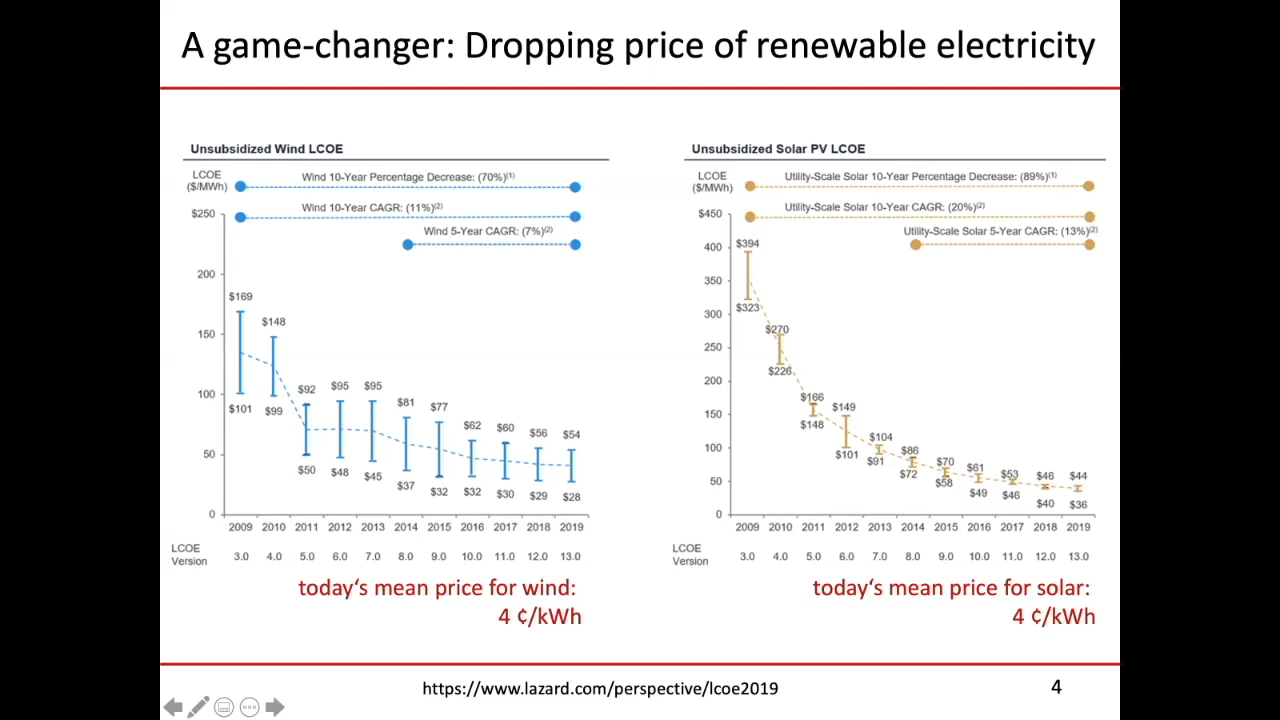 A game-changer: Dropping price of renewable electricity
Unsubsidized Wind LCOE
LCOE
($/MWh)
Wind 10-Year Percentage Decrease: (70%)(1)
Wind 10-Year CAGR: (11%)(2)
Wind 5-Year CAGR: (7%)(2)
$250
200
150
100
50
0
$169
$148
$92
$95
$95
$81
$77
$62
$60
$56
$54
$101
$99
$50
$48
$45
$37
$32
$32
$30
$29
$28
2009 2010 2011 2012 2013 2014 2015 2016 2017 2018 2019
LCOE
Version
3.0 4.0 5.0 6.0 7.0 8.0 9.0 10.0 11.0 12.0 13.0
today‘s mean price for wind:
4 ¢/kWh
Unsubsidized Solar PV LCOE
LCOE
($/MWh)
Utility-Scale Solar 10-Year Percentage Decrease: (89%)(1)
Utility-Scale Solar 10-Year CAGR: (20%)(2)
Utility-Scale Solar 5-Year CAGR: (13%)(2)
$450
400
350
300
250
200
150
100
50
0
$394
$270
$166
$149
$104
$86
$70
$61
$53
$46
$44
$323
$226
$148
$101
$91
$72
$58
$49
$46
$40
$36
2009 2010 2011 2012 2013 2014 2015 2016 2017 2018 2019
LCOE
Version
3.0 4.0 5.0 6.0 7.0 8.0 9.0 10.0 11.0 12.0 13.0
today‘s mean price for solar:
4 ¢/kWh
https://www.lazard.com/perspective/lcoe2019
4